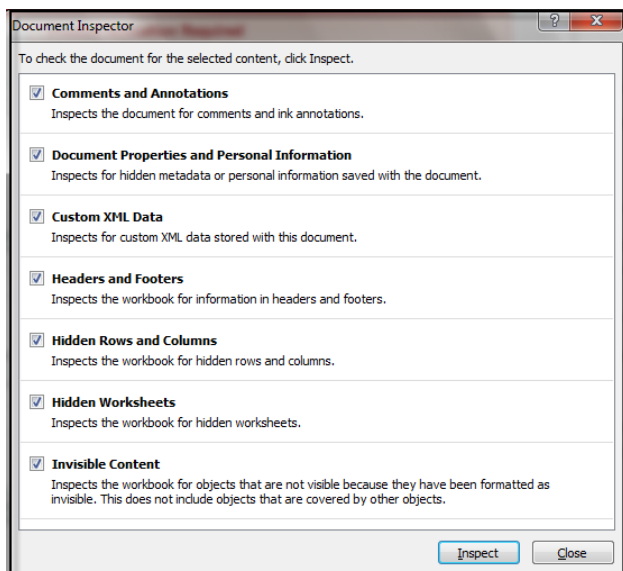 Document Inspector
To check the document for the selected content, click Inspect.
Comments and Annotations
Inspects the document for comments and ink annotations.
Document Properties and Personal Information
Inspects for hidden metadata or personal information saved with the document.
Custom XML Data
Inspects for custom XML data stored with this document.
Headers and Footers
Inspects the workbook for information in headers and footers.
Hidden Rows and Columns
Inspects the workbook for hidden rows and columns.
Hidden Worksheets
Inspects the workbook for hidden worksheets.
Invisible Content
Inspects the workbook for objects that are not visible because they have been formatted as
invisible. This does not include objects that are covered by other objects.
Inspect Close